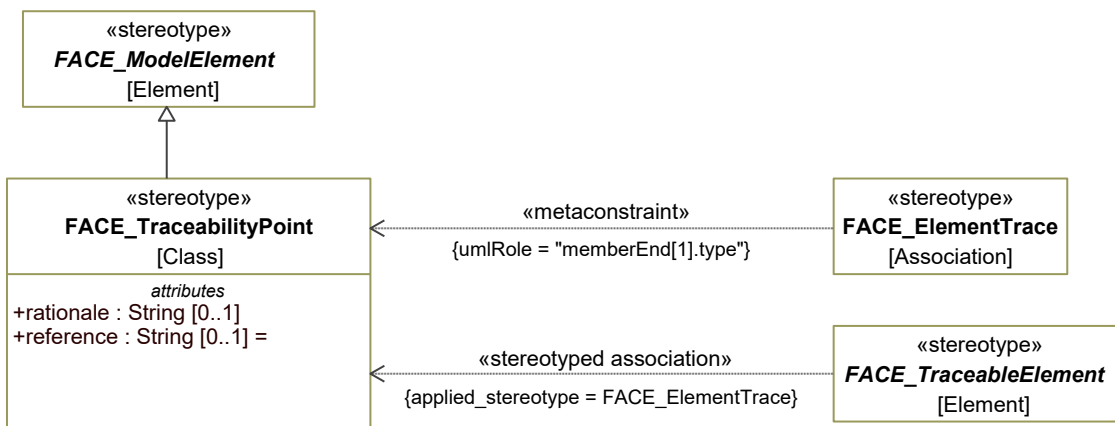 «stereotype»
FACE_ModelElement
[Element]
«stereotype»
FACE_TraceabilityPoint
[Class]
attributes
+rationale : String [0..1]
+reference : String [0..1] =
«metaconstraint»
{umlRole = "memberEnd[1].type"}
«stereotype»
FACE_ElementTrace
[Association]
«stereotyped association»
{applied_stereotype = FACE_ElementTrace}
«stereotype»
FACE_TraceableElement
[Element]